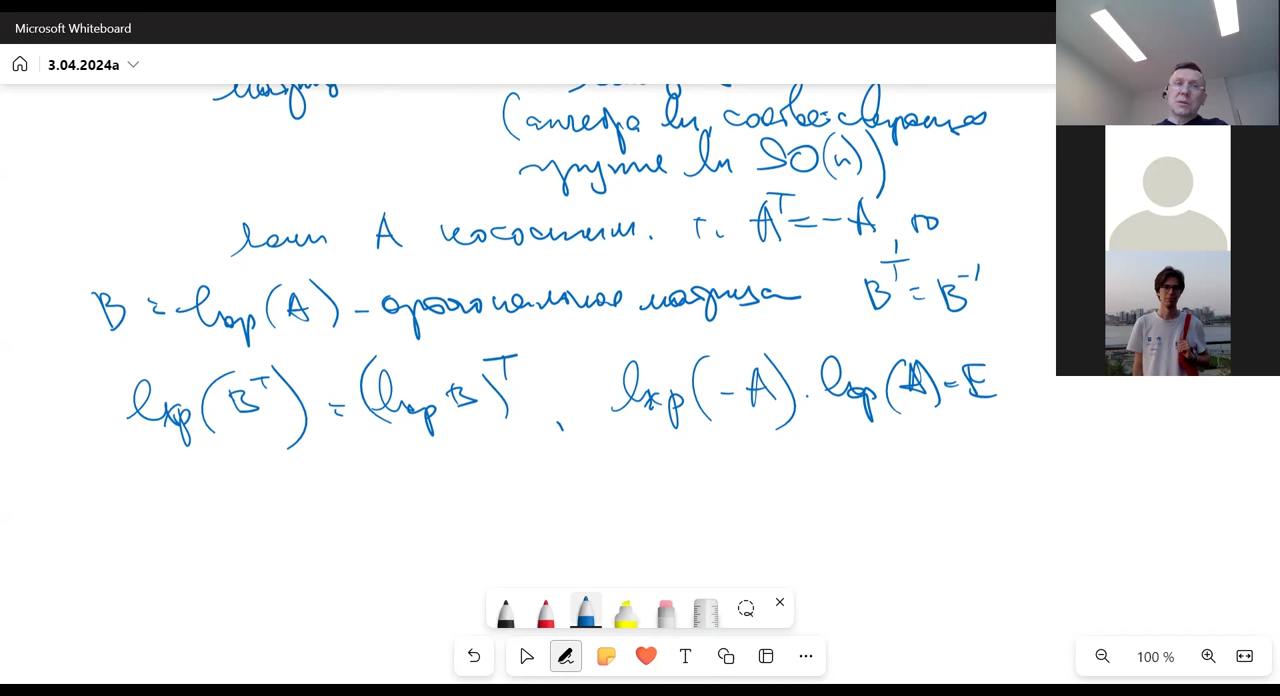 Microsoft Whiteboard
3.04.2024a
матриц
(алгебра Ли, соответствующая
группе Ли SO(n))
Если A кососимм. т. Aᵀ = -A, то
B = exp(A) - ортогональная матрица Bᵀ = B⁻¹
exp(Bᵀ) = (exp B)ᵀ, exp(-A) · exp(A) = E
100 %